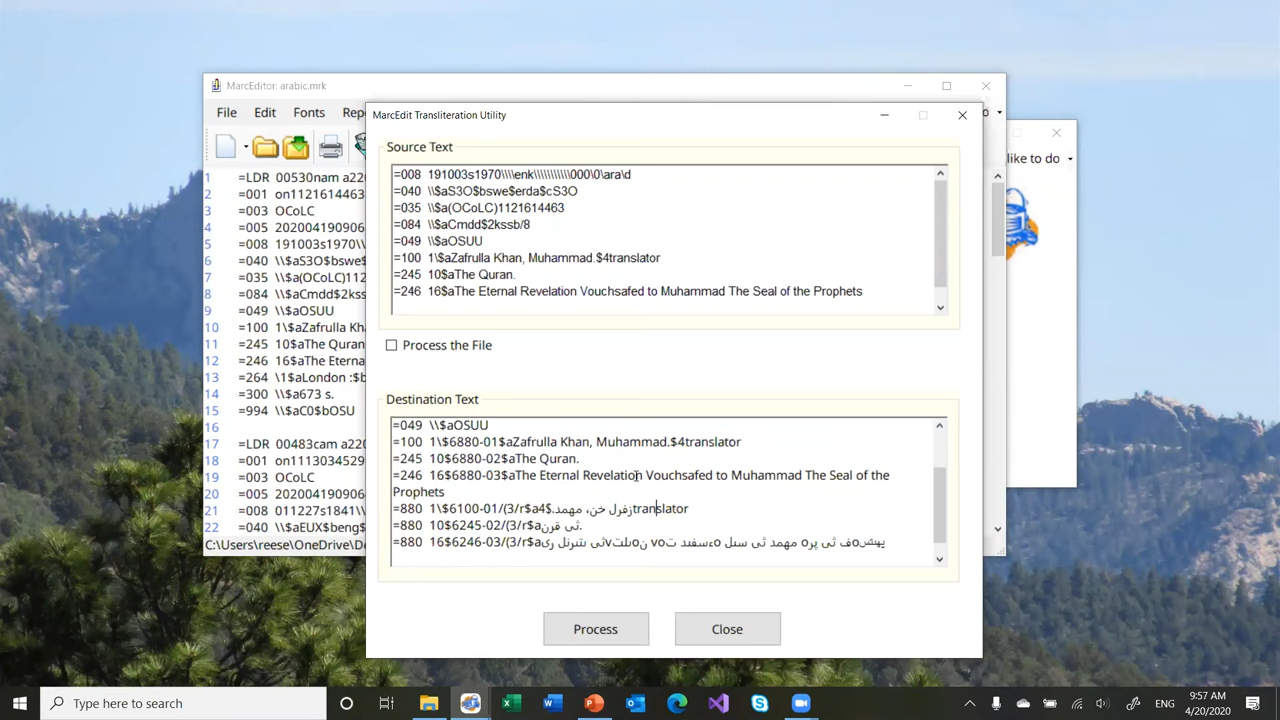 MarcEditor: arabic.mrk
File Edit Fonts
1 =LDR 00530nam a22
2 =001 on1121614463
3 =003 OCoLC
4 =005 202004190906
5 =008 191003s1970\\
6 =040 \\$aS3O$bswe
7 =035 \\$a(OCoLC)112
8 =084 \\$aCmdd$2ks
9 =049 \\$aOSUU
10 =100 1\$aZafrulla Kha
11 =245 10$aThe Quran
12 =246 16$aThe Eterna
13 =264 \1$aLondon :$b
14 =300 \\$a673 s.
15 =994 \\$aC0$bOSU
16
17 =LDR 00483cam a220
18 =001 on1113034529
19 =003 OCoLC
20 =005 20200419090
21 =008 011227s1841
22 =040 \\$aEUX$beng
C:\Users\reese\OneDrive\D
like to do
MarcEdit Transliteration Utility
Source Text
=008 191003s1970\\\\enk\\\\\\\\\\\000\0\ara\d
=040 \\$aS3O$bswe$erda$cS3O
=035 \\$a(OCoLC)1121614463
=084 \\$aCmdd$2kssb/8
=049 \\$aOSUU
=100 1\$aZafrulla Khan, Muhammad.$4translator
=245 10$aThe Quran.
=246 16$aThe Eternal Revelation Vouchsafed to Muhammad The Seal of the Prophets
Process the File
Destination Text
=049 \\$aOSUU
=100 1\$6880-01$aZafrulla Khan, Muhammad.$4translator
=245 10$6880-02$aThe Quran.
=246 16$6880-03$aThe Eternal Revelation Vouchsafed to Muhammad The Seal of the
Prophets
=880 1\$6100-01/(3/r$aزفرل خن، مهمد.$4translator
=880 10$6245-02/(3/r$aثى قرن.
=880 16$6246-03/(3/r$a
Process Close
Type here to search
ENG
9:57 AM
4/20/2020